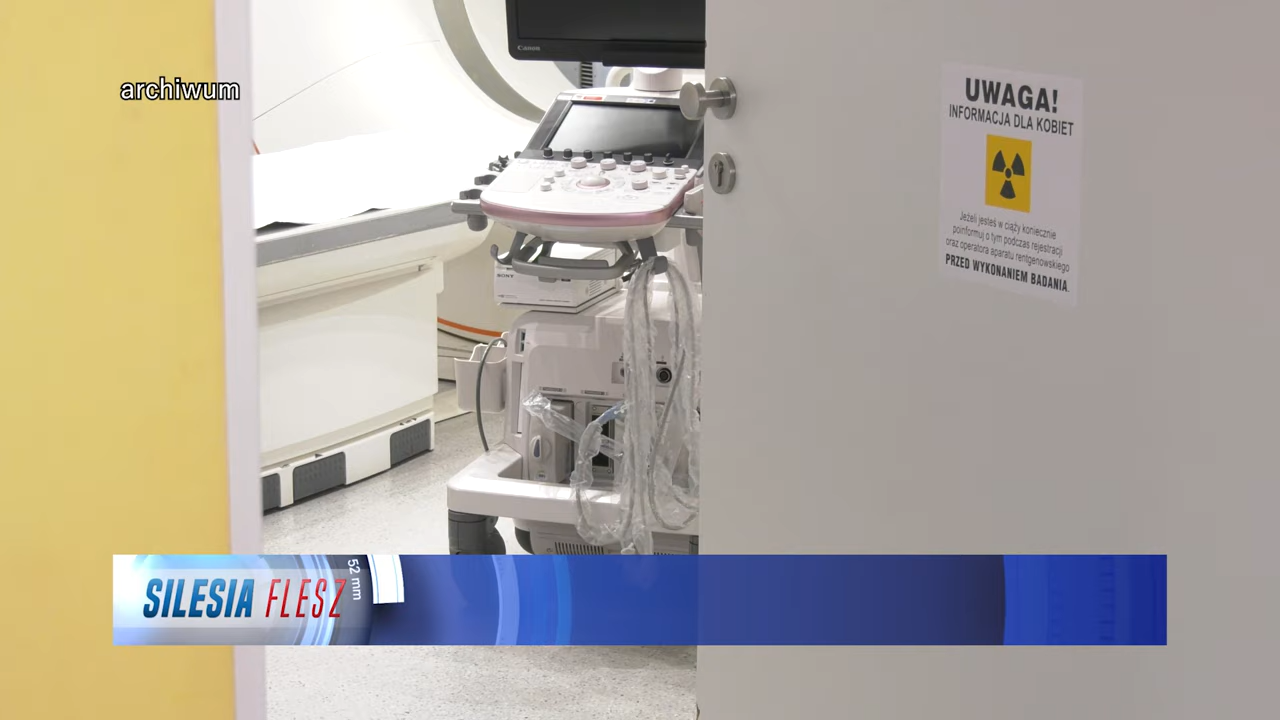 Canon
archiwum
UWAGA!
INFORMACJA DLA KOBIET
Jeżeli jesteś w ciąży koniecznie
poinformuj o tym podczas rejestracji
oraz operatora aparatu rentgenowskiego
PRZED WYKONANIEM BADANIA.
SONY
52 mm
SILESIA FLESZ